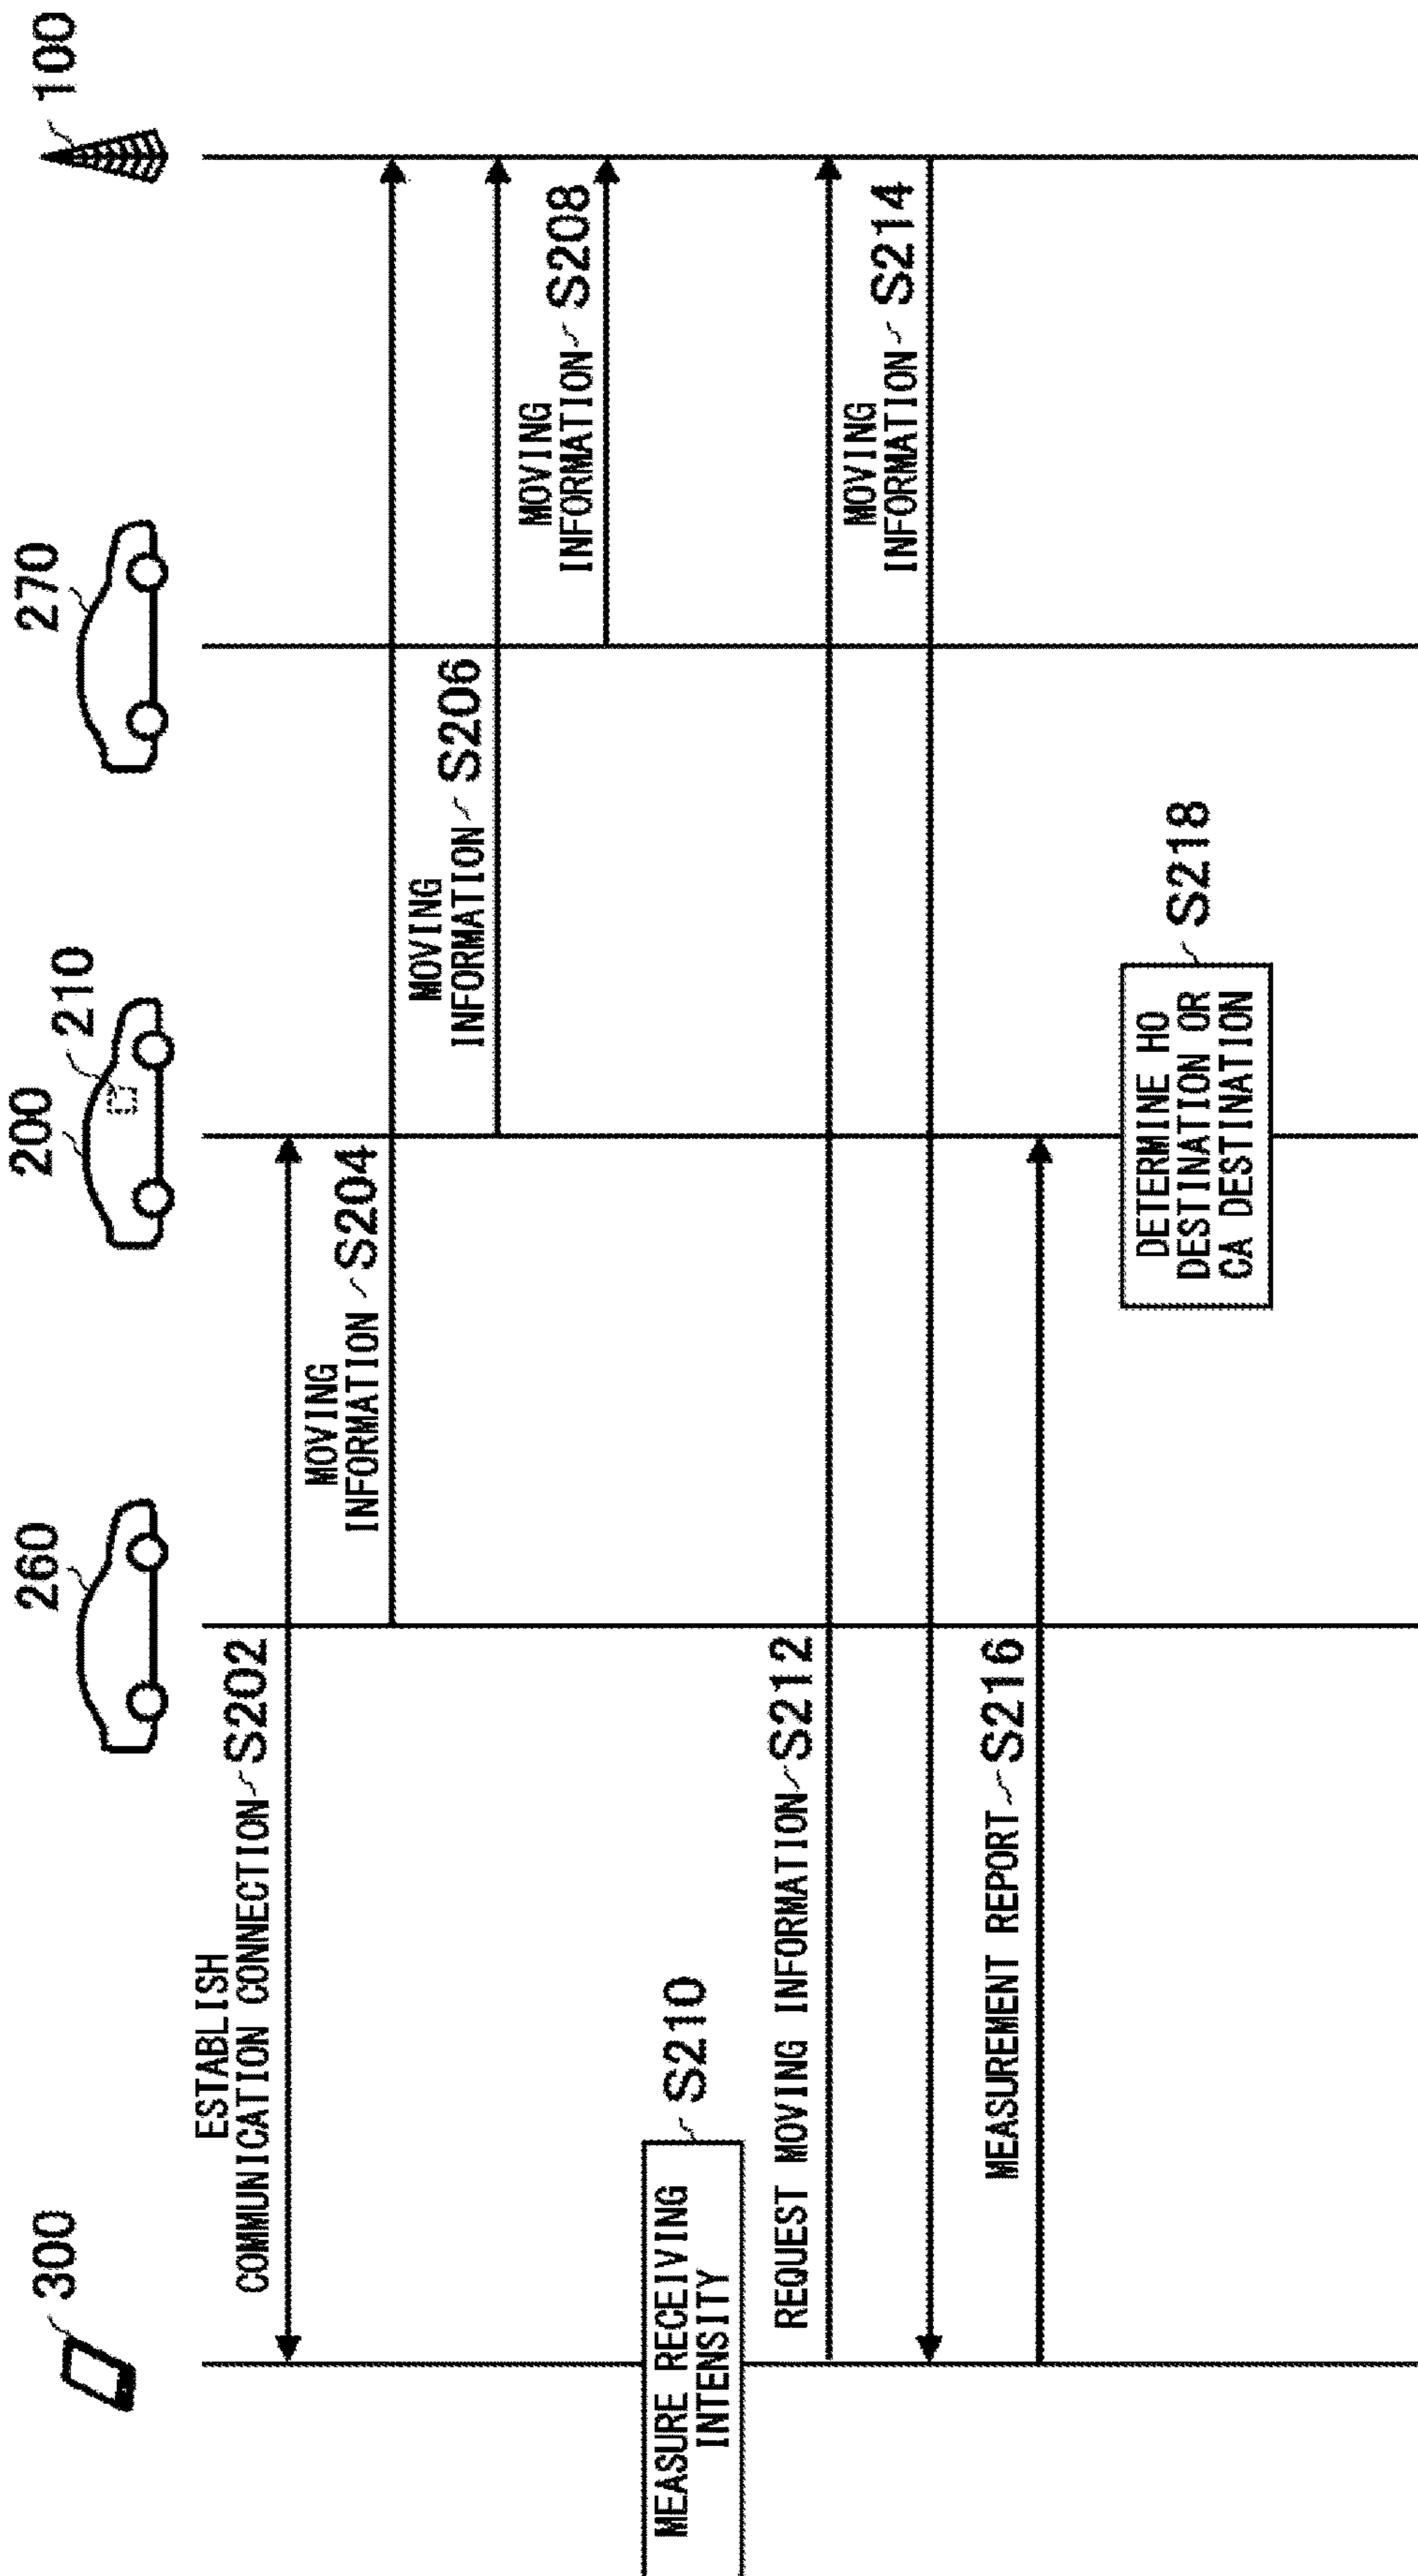 300
260
200
210
270
100
ESTABLISH
COMMUNICATION CONNECTION S202
MOVING
INFORMATION S204
MOVING
INFORMATION S206
MOVING
INFORMATION S208
MEASURE RECEIVING
INTENSITY
S210
REQUEST MOVING INFORMATION S212
MOVING
INFORMATION S214
MEASUREMENT REPORT S216
DETERMINE HO
DESTINATION OR
CA DESTINATION
S218